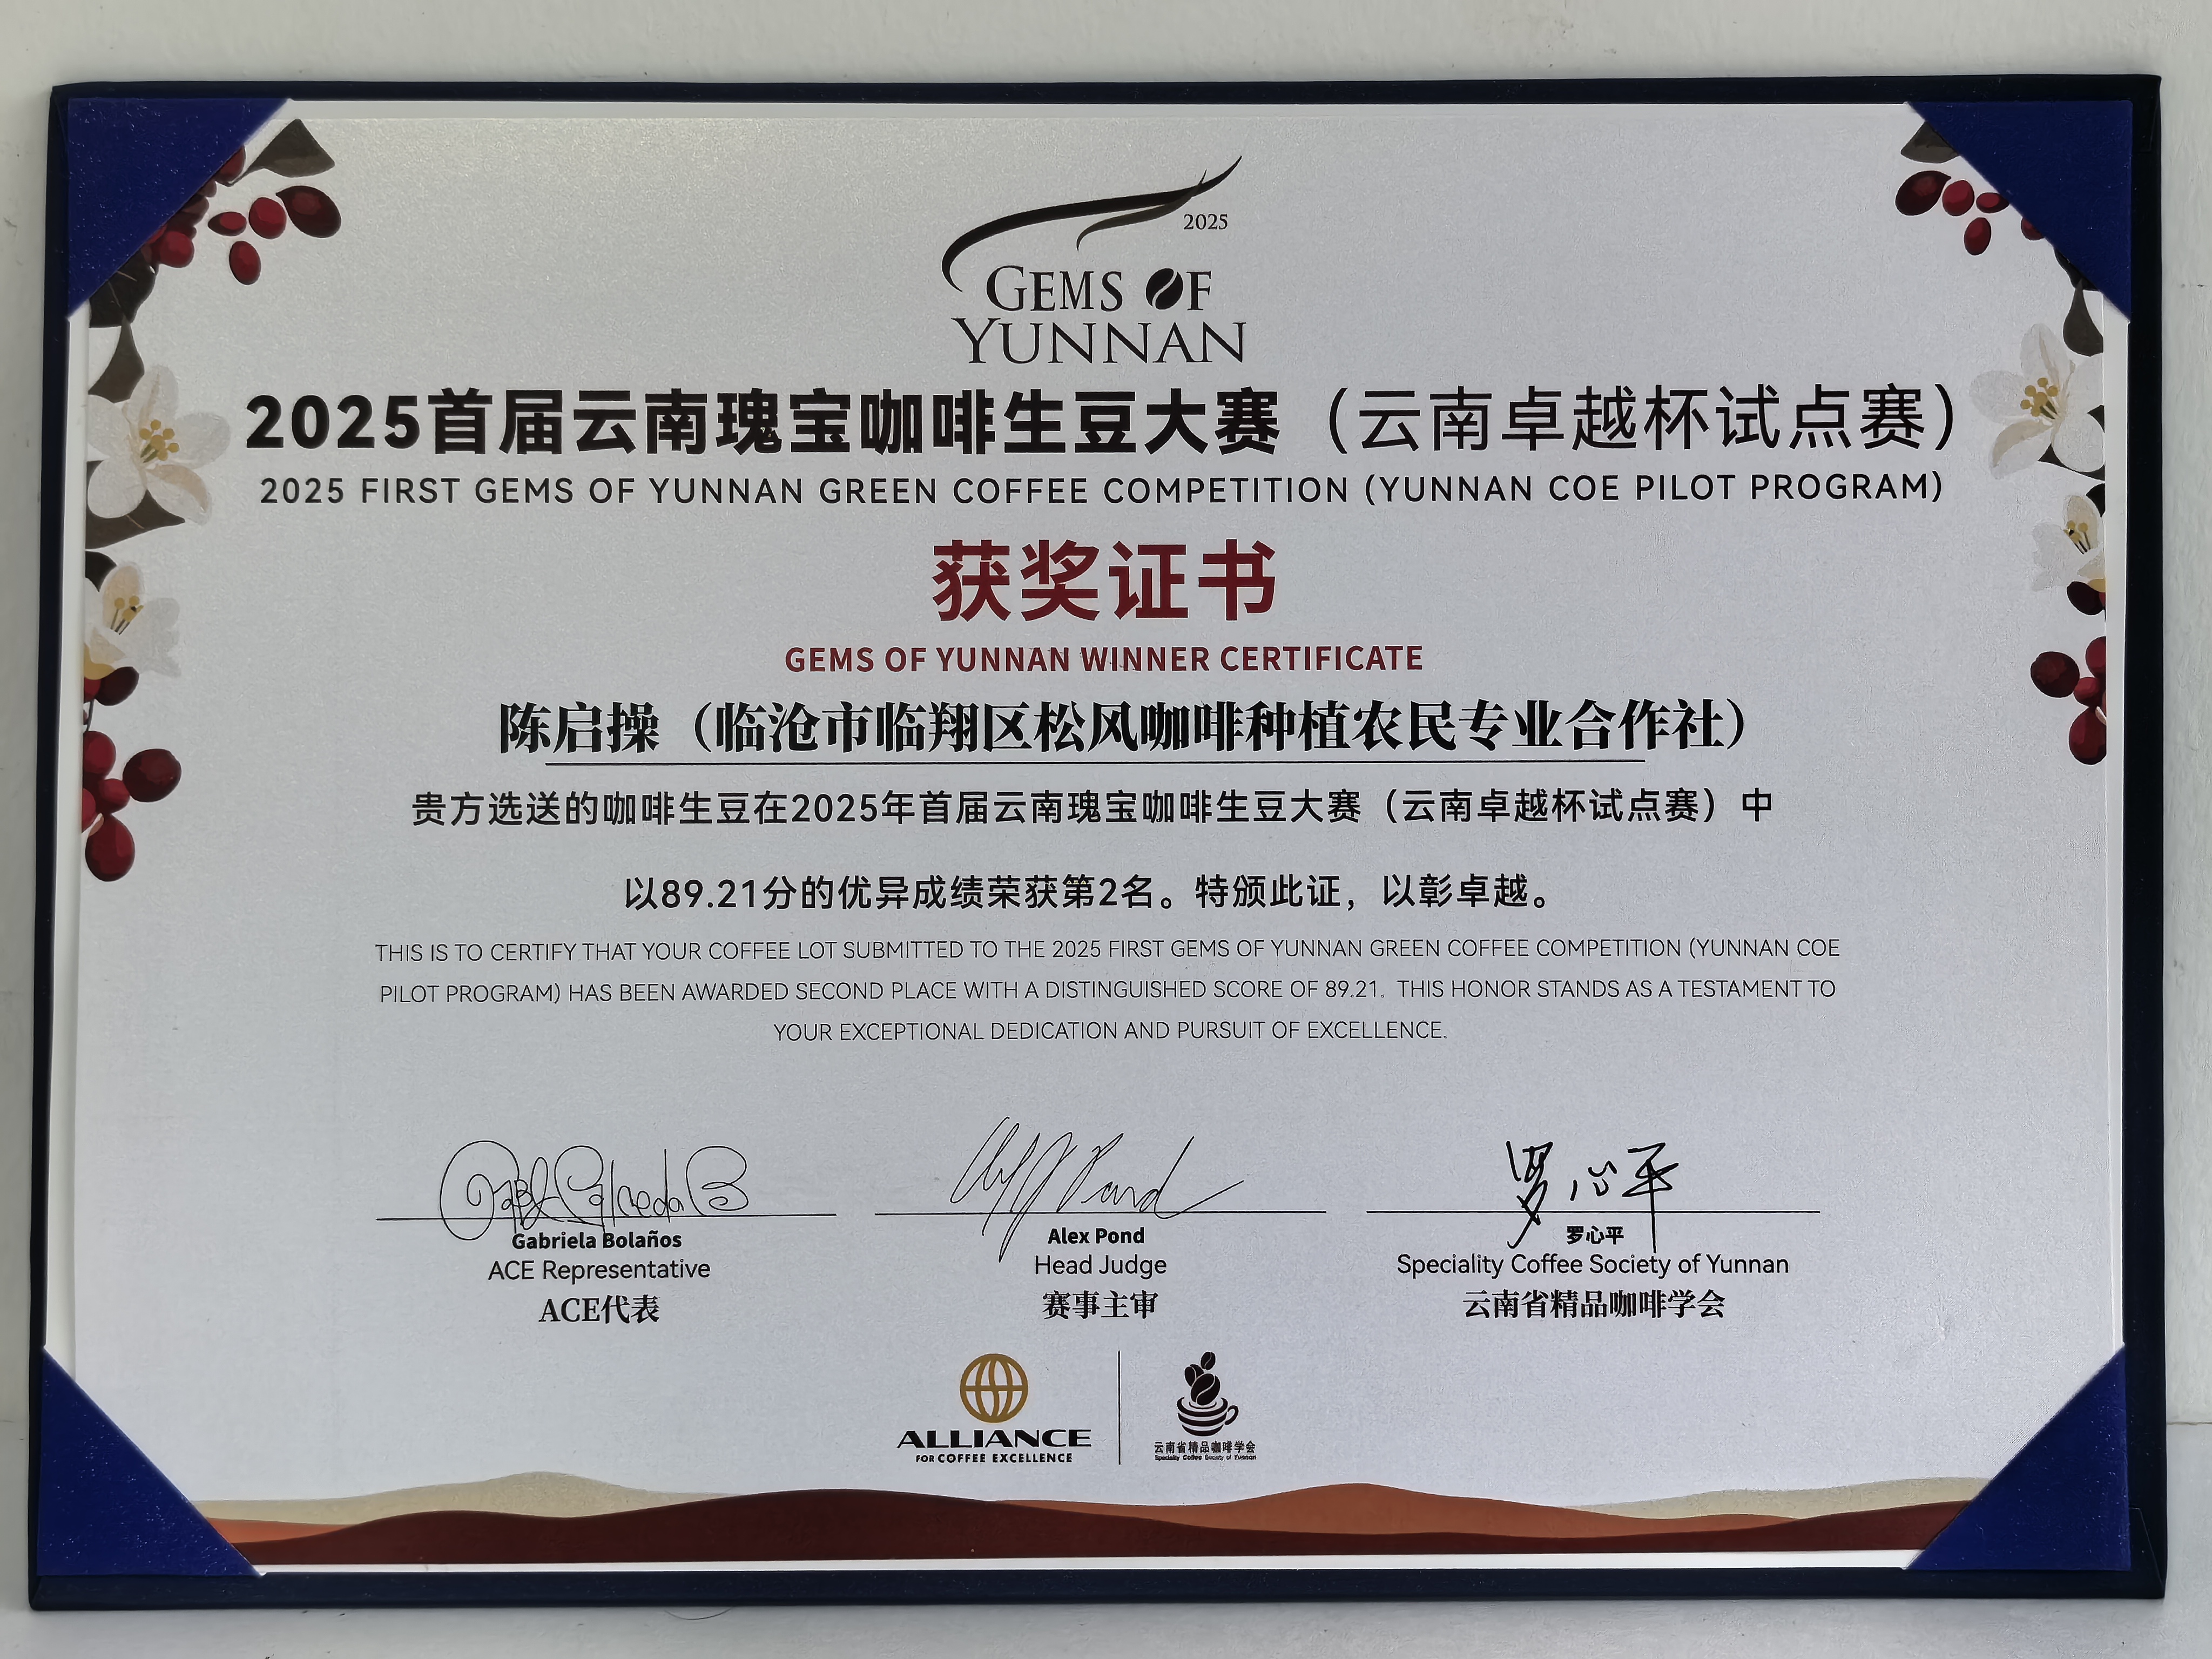 2025
GEMS OF
YUNNAN
2025首届云南瑰宝咖啡生豆大赛（云南卓越杯试点赛）
2025 FIRST GEMS OF YUNNAN GREEN COFFEE COMPETITION (YUNNAN COE PILOT PROGRAM)
获奖证书
GEMS OF YUNNAN WINNER CERTIFICATE
陈启操（临沧市临翔区松风咖啡种植农民专业合作社）
贵方选送的咖啡生豆在2025年首届云南瑰宝咖啡生豆大赛（云南卓越杯试点赛）中
以89.21分的优异成绩荣获第2名。特颁此证，以彰卓越。
THIS IS TO CERTIFY THAT YOUR COFFEE LOT SUBMITTED TO THE 2025 FIRST GEMS OF YUNNAN GREEN COFFEE COMPETITION (YUNNAN COE
PILOT PROGRAM) HAS BEEN AWARDED SECOND PLACE WITH A DISTINGUISHED SCORE OF 89.21. THIS HONOR STANDS AS A TESTAMENT TO
YOUR EXCEPTIONAL DEDICATION AND PURSUIT OF EXCELLENCE.
罗心平
Gabriela Bolaños
ACE Representative
ACE代表
Alex Pond
Head Judge
赛事主审
罗心平
Speciality Coffee Society of Yunnan
云南省精品咖啡学会
ALLIANCE
FOR COFFEE EXCELLENCE
云南省精品咖啡学会
Speciality Coffee Society of Yunnan